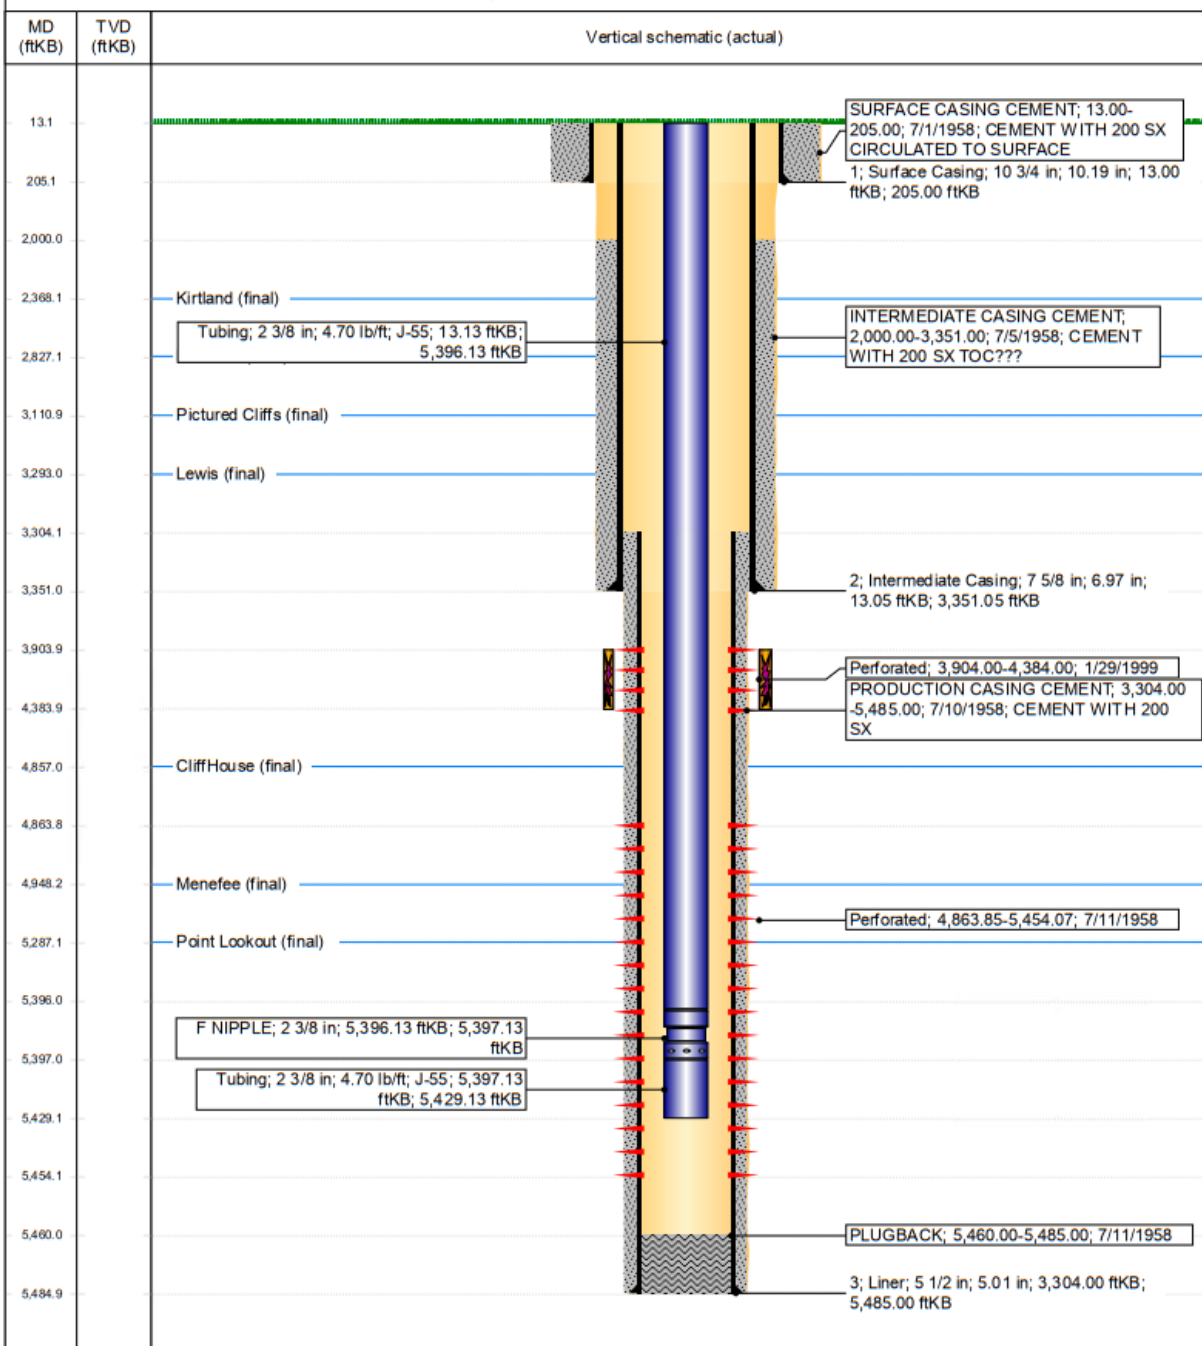 MD
(ftKB)
TVD
(ftKB)
Vertical schematic (actual)
13.1
SURFACE CASING CEMENT; 13.00-
205.00; 7/1/1958; CEMENT WITH 200 SX
CIRCULATED TO SURFACE
205.1
1; Surface Casing; 10 3/4 in; 10.19 in; 13.00
ftKB; 205.00 ftKB
2,000.0
2,368.1
Kirtland (final)
Tubing; 2 3/8 in; 4.70 lb/ft; J-55; 13.13 ftKB;
5,396.13 ftKB
INTERMEDIATE CASING CEMENT;
2,000.00-3,351.00; 7/5/1958; CEMENT
WITH 200 SX TOC???
2,827.1
3,110.9
Pictured Cliffs (final)
3,293.0
Lewis (final)
3,304.1
3,351.0
2; Intermediate Casing; 7 5/8 in; 6.97 in;
13.05 ftKB; 3,351.05 ftKB
3,903.9
Perforated; 3,904.00-4,384.00; 1/29/1999
PRODUCTION CASING CEMENT; 3,304.00
-5,485.00; 7/10/1958; CEMENT WITH 200
SX
4,383.9
4,857.0
CliffHouse (final)
4,863.8
4,948.2
Menefee (final)
Perforated; 4,863.85-5,454.07; 7/11/1958
5,287.1
Point Lookout (final)
5,396.0
F NIPPLE; 2 3/8 in; 5,396.13 ftKB; 5,397.13
ftKB
5,397.0
Tubing; 2 3/8 in; 4.70 lb/ft; J-55; 5,397.13
ftKB; 5,429.13 ftKB
5,429.1
5,454.1
5,460.0
PLUGBACK; 5,460.00-5,485.00; 7/11/1958
5,484.9
3; Liner; 5 1/2 in; 5.01 in; 3,304.00 ftKB;
5,485.00 ftKB